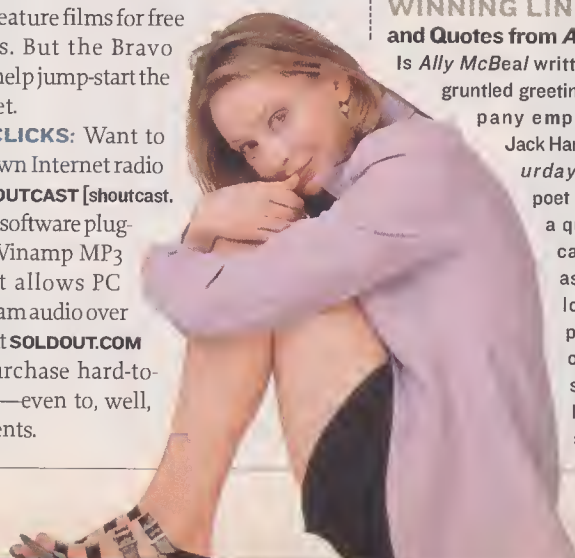 eature films for free
s. But the Bravo
help jump-start the
et.
CLICKS: Want to
wn Internet radio
OUTCAST [shoutcast.
software plug-
Vinamp MP3
t allows PC
am audio over
t SOLDOUT.COM
urchase hard-to-
—even to, well,
ents.
WINNING LIN
and Quotes from A
Is Ally McBeal writt
gruntled greetin
pany emp
Jack Har
urday
poet
a qu
ca
as
lo
p
c
s